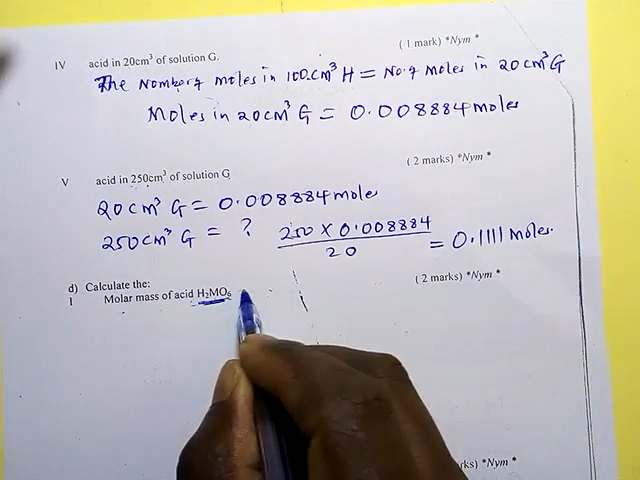 IV acid in 20cm³ of solution G. (1 mark) *Nym *
The Nomber of moles in 100cm³ H = No. of moles in 20cm³ G
Moles in 20cm³ G = 0.008884 moles
V acid in 250cm³ of solution G (2 marks) *Nym *
20cm³ G = 0.008884 moles
250cm³ G = ? 250 X 0.008884 / 20 = 0.1111 moles.
d) Calculate the:
I Molar mass of acid H₂MO₆ (2 marks) *Nym *
rks) *Nym *